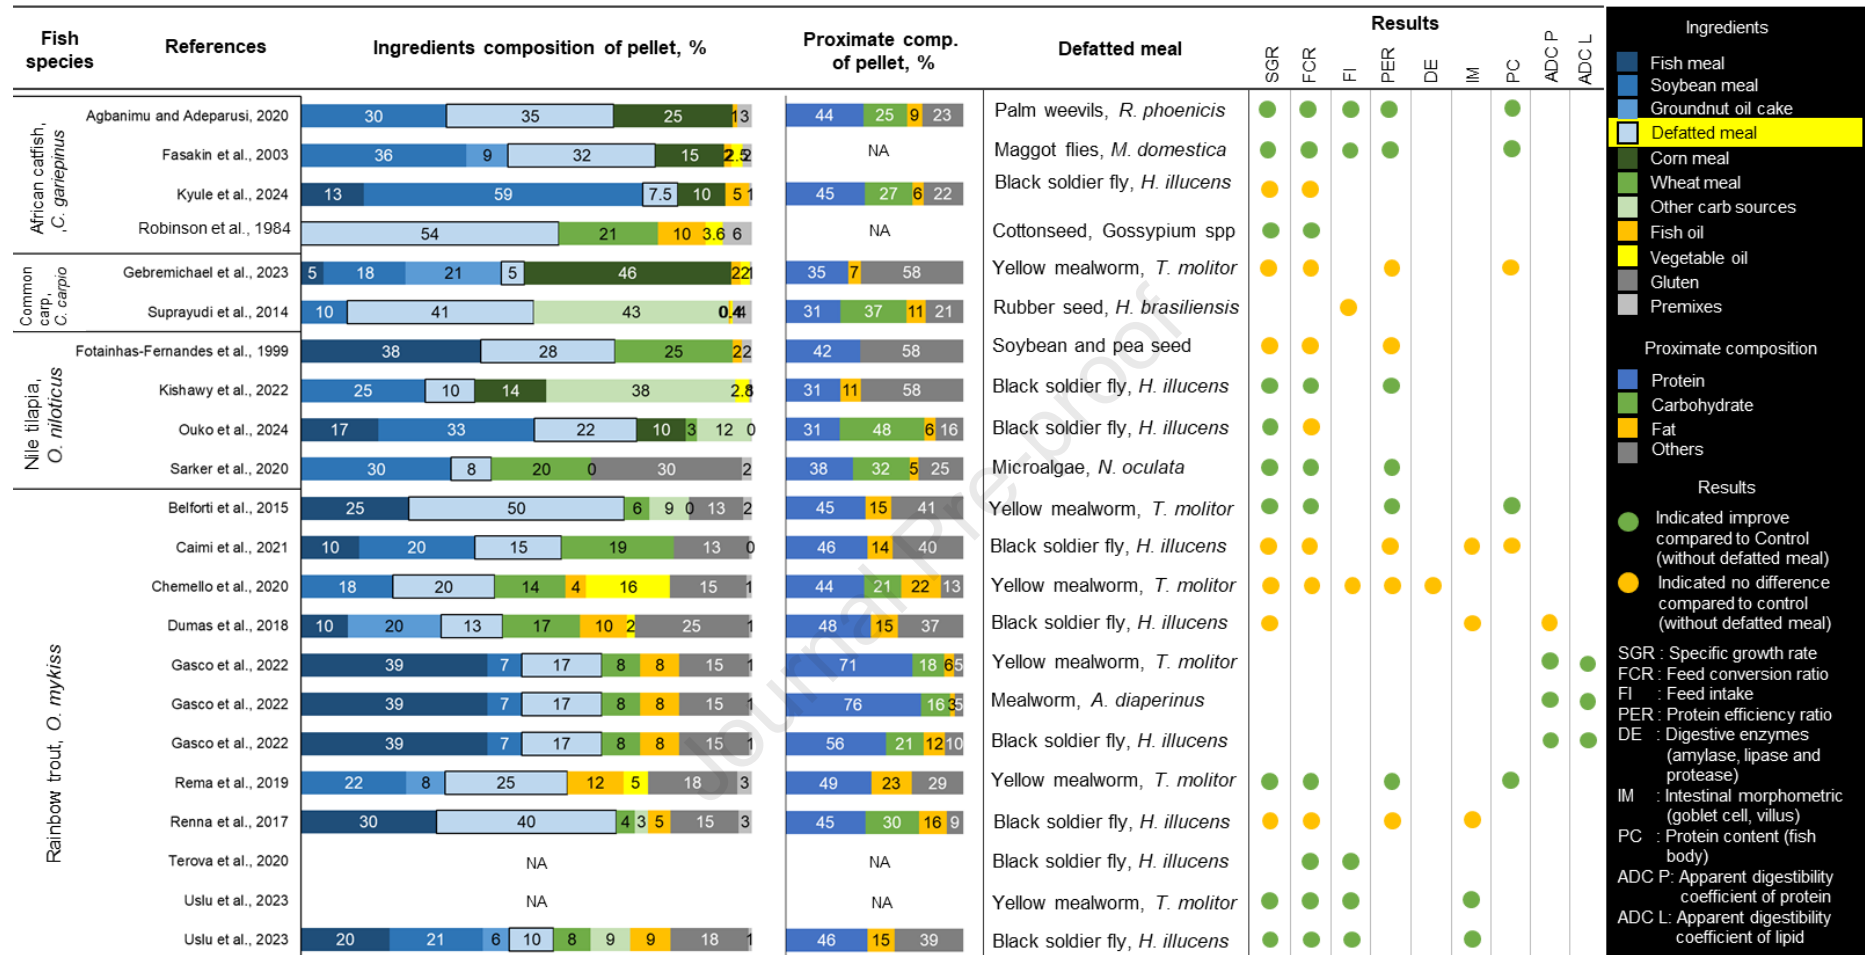 Fish species
References
Ingredients composition of pellet, %
Proximate comp. of pellet, %
Defatted meal
Results
SGR FCR FI PER DE IM PC ADC P ADC L
African catfish, ,C. gariepinus
Agbanimu and Adeparusi, 2020 30 35 25 1 3 44 25 9 23 Palm weevils, R. phoenicis
Fasakin et al., 2003 36 9 32 15 2 2.5 2 NA Maggot flies, M. domestica
Kyule et al., 2024 13 59 7.5 10 5 1 45 27 6 22 Black soldier fly, H. illucens
Robinson et al., 1984 54 21 10 3.6 6 NA Cottonseed, Gossypium spp
Common carp, C. carpio
Gebremichael et al., 2023 5 18 21 5 46 2 2 1 35 7 58 Yellow mealworm, T. molitor
Suprayudi et al., 2014 10 41 43 0.4 4 31 37 11 21 Rubber seed, H. brasiliensis
Nile tilapia, O. niloticus
Fotainhas-Fernandes et al., 1999 38 28 25 2 2 42 58 Soybean and pea seed
Kishawy et al., 2022 25 10 14 38 2.8 31 11 58 Black soldier fly, H. illucens
Ouko et al., 2024 17 33 22 10 3 12 0 31 48 6 16 Black soldier fly, H. illucens
Sarker et al., 2020 30 8 20 0 30 2 38 32 5 25 Microalgae, N. oculata
Rainbow trout, O. mykiss
Belforti et al., 2015 25 50 6 9 0 13 2 45 15 41 Yellow mealworm, T. molitor
Caimi et al., 2021 10 20 15 19 13 0 46 14 40 Black soldier fly, H. illucens
Chemello et al., 2020 18 20 14 4 16 15 1 44 21 22 13 Yellow mealworm, T. molitor
Dumas et al., 2018 10 20 13 17 10 2 25 1 48 15 37 Black soldier fly, H. illucens
Gasco et al., 2022 39 7 17 8 8 15 1 71 18 6 5 Yellow mealworm, T. molitor
Gasco et al., 2022 39 7 17 8 8 15 1 76 16 3 5 Mealworm, A. diaperinus
Gasco et al., 2022 39 7 17 8 8 15 1 56 21 12 10 Black soldier fly, H. illucens
Rema et al., 2019 22 8 25 12 5 18 3 49 23 29 Yellow mealworm, T. molitor
Renna et al., 2017 30 40 4 3 5 15 3 45 30 16 9 Black soldier fly, H. illucens
Terova et al., 2020 NA NA Black soldier fly, H. illucens
Uslu et al., 2023 NA NA Yellow mealworm, T. molitor
Uslu et al., 2023 20 21 6 10 8 9 9 18 1 46 15 39 Black soldier fly, H. illucens
Journal Pre-proof
Ingredients
Fish meal
Soybean meal
Groundnut oil cake
Defatted meal
Corn meal
Wheat meal
Other carb sources
Fish oil
Vegetable oil
Gluten
Premixes
Proximate composition
Protein
Carbohydrate
Fat
Others
Results
Indicated improve
compared to Control
(without defatted meal)
Indicated no difference
compared to control
(without defatted meal)
SGR : Specific growth rate
FCR : Feed conversion ratio
FI : Feed intake
PER : Protein efficiency ratio
DE : Digestive enzymes
(amylase, lipase and
protease)
IM : Intestinal morphometric
(goblet cell, villus)
PC : Protein content (fish
body)
ADC P: Apparent digestibility
coefficient of protein
ADC L: Apparent digestibility
coefficient of lipid